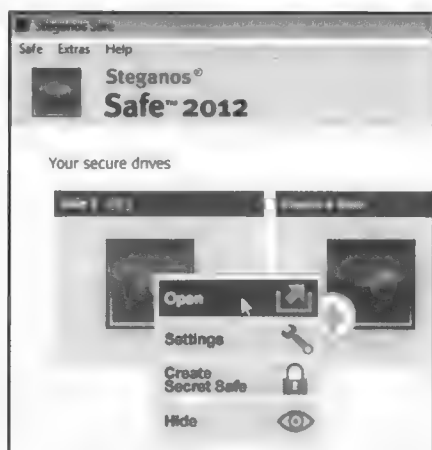 Steganos Safe
Safe Extras Help
Steganos®
Safe™ 2012
Your secure drives
Open
Settings
Create
Secret Safe
Hide